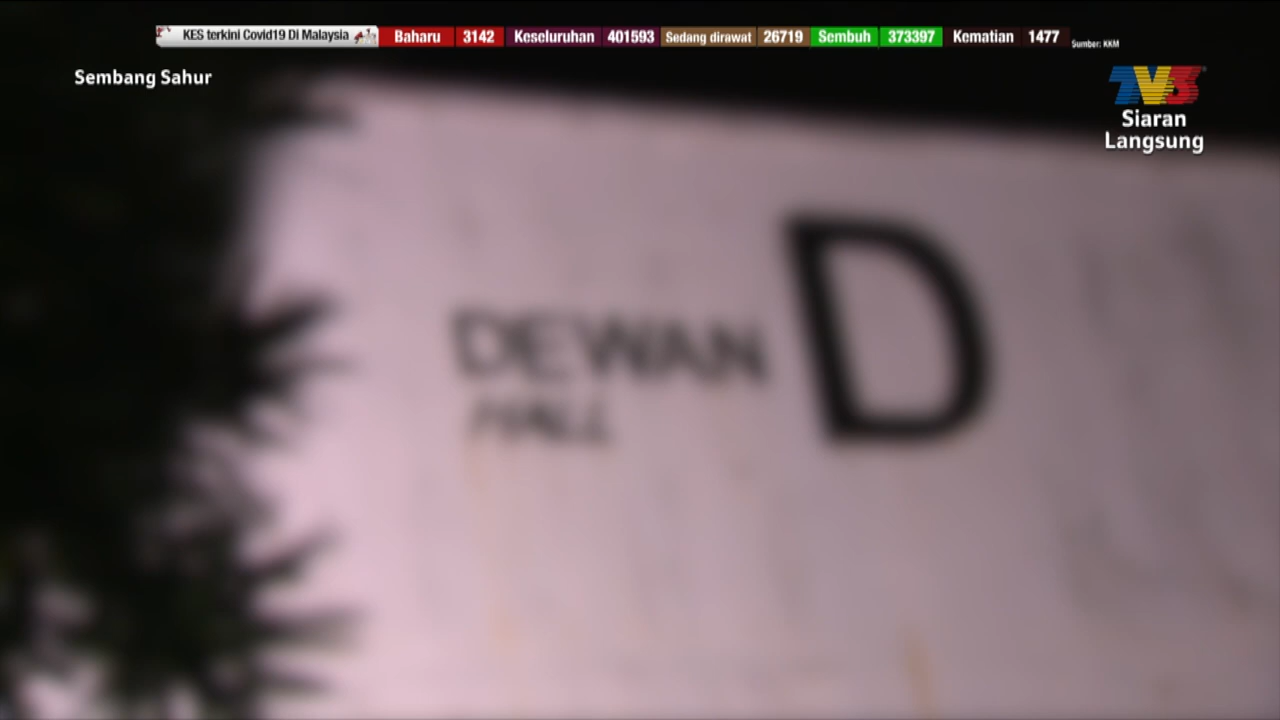 KES terkini Covid19 Di Malaysia Baharu 3142 Keseluruhan 401593 Sedang dirawat 26719 Sembuh 373397 Kematian 1477
Sumber: KKM
Sembang Sahur
TV3
Siaran
Langsung
DEWAN D
HALL